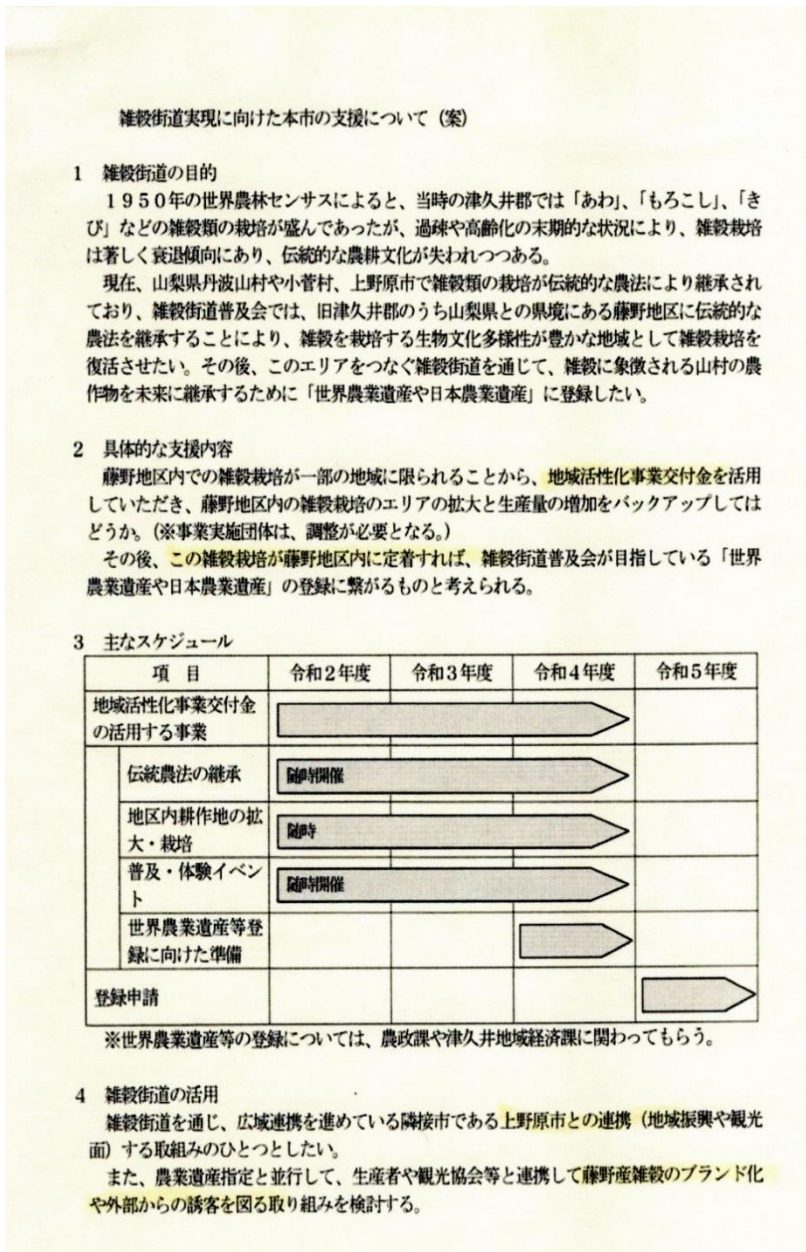 雑穀街道実現に向けた本市の支援について（案）
1　雑穀街道の目的
１９５０年の世界農林センサスによると、当時の津久井郡では「あわ」、「もろこし」、「き
び」などの雑穀類の栽培が盛んであったが、過疎や高齢化の末期的な状況により、雑穀栽培
は著しく衰退傾向にあり、伝統的な農耕文化が失われつつある。
現在、山梨県丹波山村や小菅村、上野原市で雑穀類の栽培が伝統的な農法により継承され
ており、雑穀街道普及会では、旧津久井郡のうち山梨県との県境にある藤野地区に伝統的な
農法を継承することにより、雑穀を栽培する生物文化多様性が豊かな地域として雑穀栽培を
復活させたい。その後、このエリアをつなぐ雑穀街道を通じて、雑穀に象徴される山村の農
作物を未来に継承するために「世界農業遺産や日本農業遺産」に登録したい。
2　具体的な支援内容
藤野地区内での雑穀栽培が一部の地域に限られることから、地域活性化事業交付金を活用
していただき、藤野地区内の雑穀栽培のエリアの拡大と生産量の増加をバックアップしては
どうか。（※事業実施団体は、調整が必要となる。）
その後、この雑穀栽培が藤野地区内に定着すれば、雑穀街道普及会が目指している「世界
農業遺産や日本農業遺産」の登録に繋がるものと考えられる。
3　主なスケジュール
項　目　令和２年度　令和３年度　令和４年度　令和５年度
地域活性化事業交付金
の活用する事業
伝統農法の継承　随時開催
地区内耕作地の拡
大・栽培　随時
普及・体験イベン
ト　随時開催
世界農業遺産等登
録に向けた準備
登録申請
※世界農業遺産等の登録については、農政課や津久井地域経済課に関わってもらう。
4　雑穀街道の活用
雑穀街道を通じ、広域連携を進めている隣接市である上野原市との連携（地域振興や観光
面）する取組みのひとつとしたい。
また、農業遺産指定と並行して、生産者や観光協会等と連携して藤野産雑穀のブランド化
や外部からの誘客を図る取り組みを検討する。